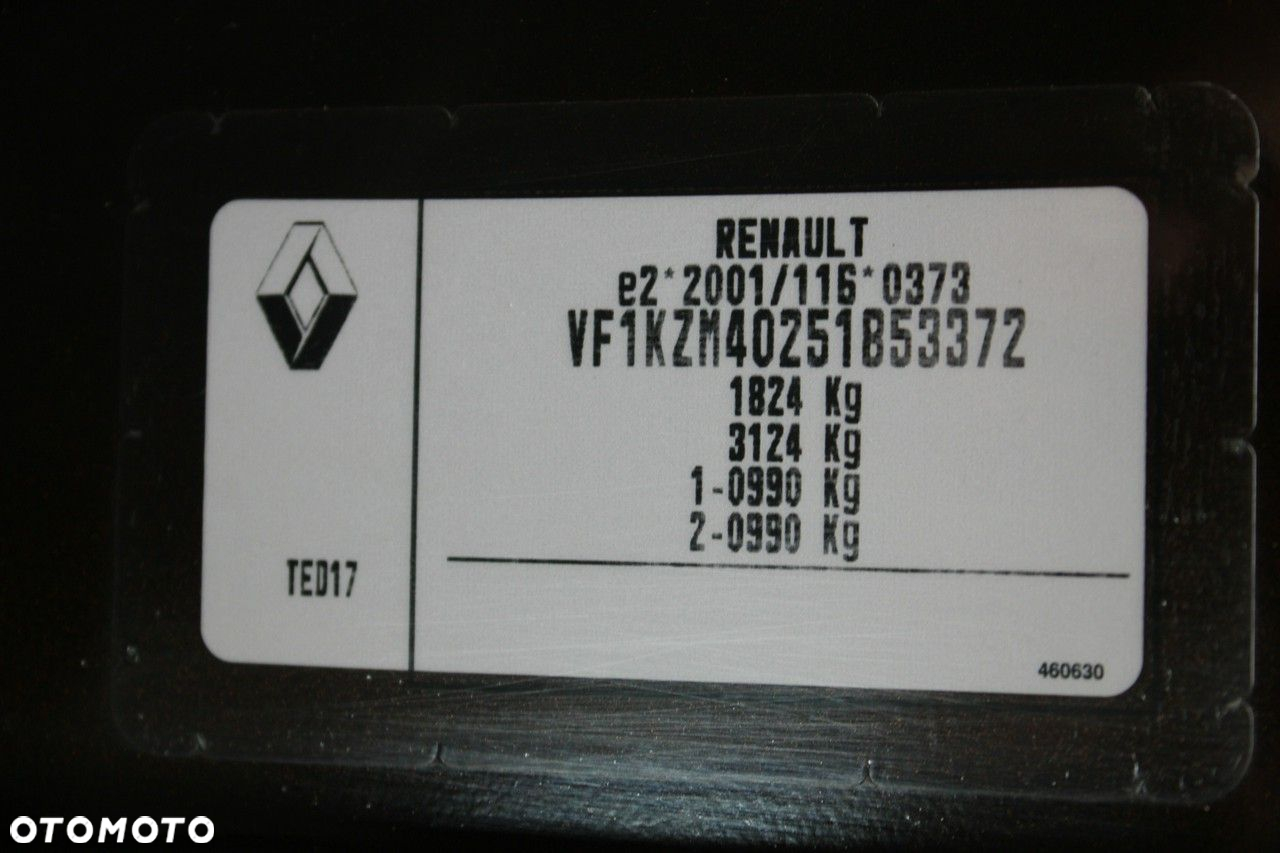 RENAULT
e2*2001/116*0373
VF1KZM40251853372
1824 Kg
3124 Kg
1-0990 Kg
2-0990 Kg
TED17
460630
OTOMOTO